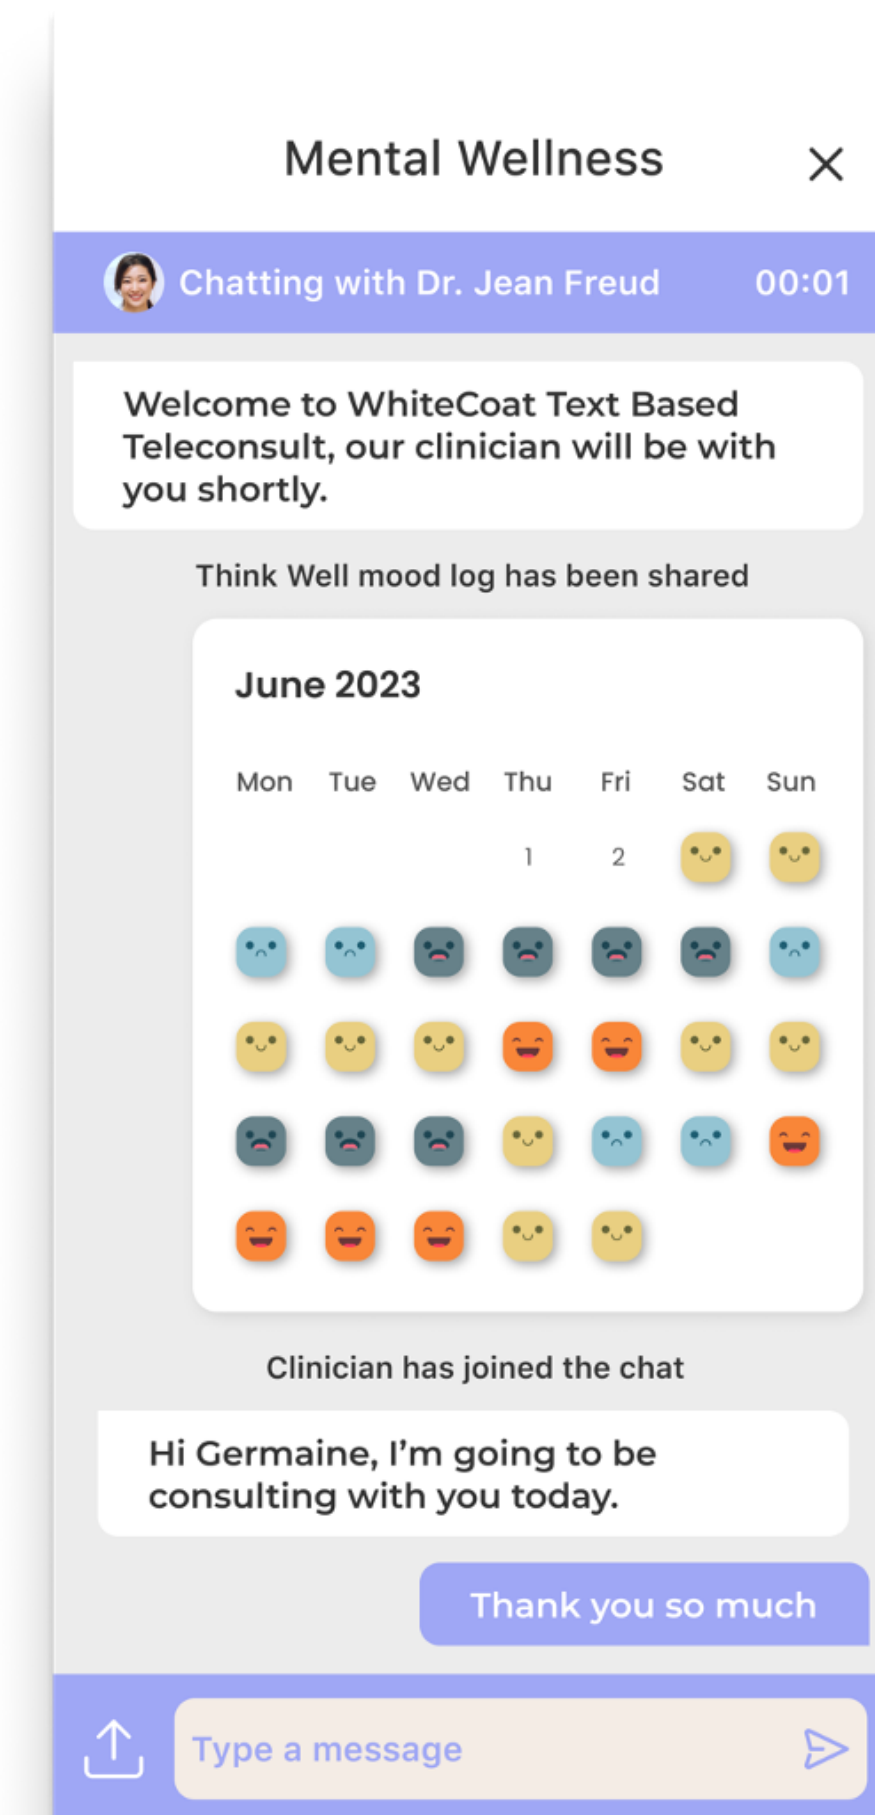 Mental Wellness
Chatting with Dr. Jean Freud 00:01
Welcome to WhiteCoat Text Based
Teleconsult, our clinician will be with
you shortly.
Think Well mood log has been shared
June 2023
Mon Tue Wed Thu Fri Sat Sun
1 2
Clinician has joined the chat
Hi Germaine, I’m going to be
consulting with you today.
Thank you so much
Type a message